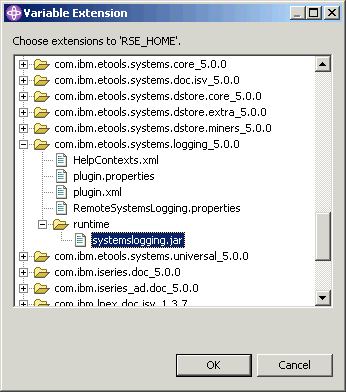 Variable Extension
Choose extensions to 'RSE_HOME'.
com.ibm.etools.systems.core_5.0.0
com.ibm.etools.systems.doc.isv_5.0.0
com.ibm.etools.systems.dstore.core_5.0.0
com.ibm.etools.systems.dstore.extra_5.0.0
com.ibm.etools.systems.dstore.miners_5.0.0
com.ibm.etools.systems.logging_5.0.0
HelpContexts.xml
plugin.properties
plugin.xml
RemoteSystemsLogging.properties
runtime
systemslogging.jar
com.ibm.etools.systems.universal_5.0.0
com.ibm.iseries.doc_5.0.0
com.ibm.iseries_ad.doc_5.0.0
com.ibm.lpex.doc.isv_1.3.7
OK
Cancel